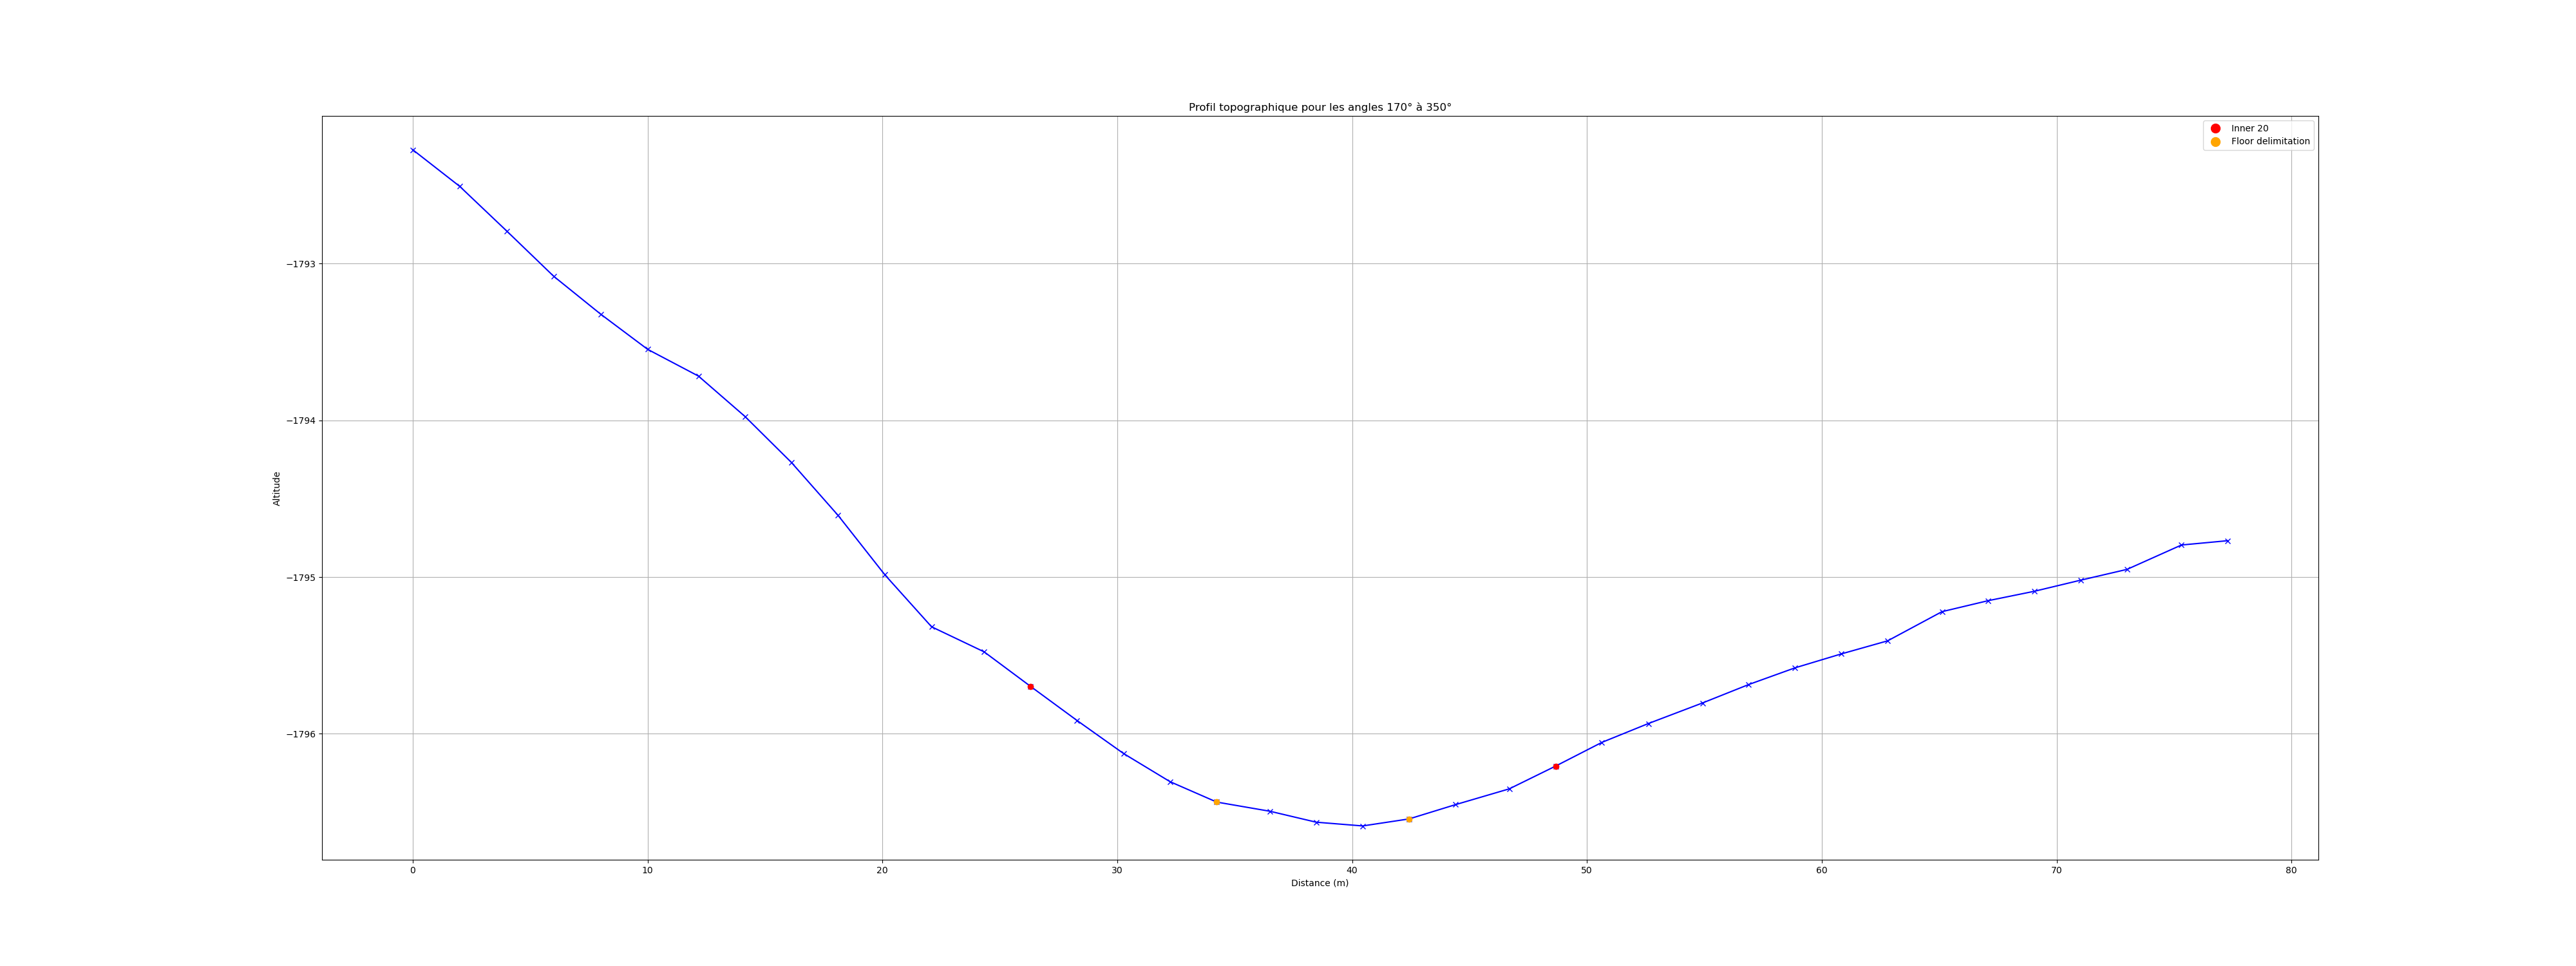 Profil topographique pour les angles 170° à 350°
Inner 20
Floor delimitation
−1793
−1794
−1795
−1796
Altitude
0 10 20 30 40 50 60 70 80
Distance (m)